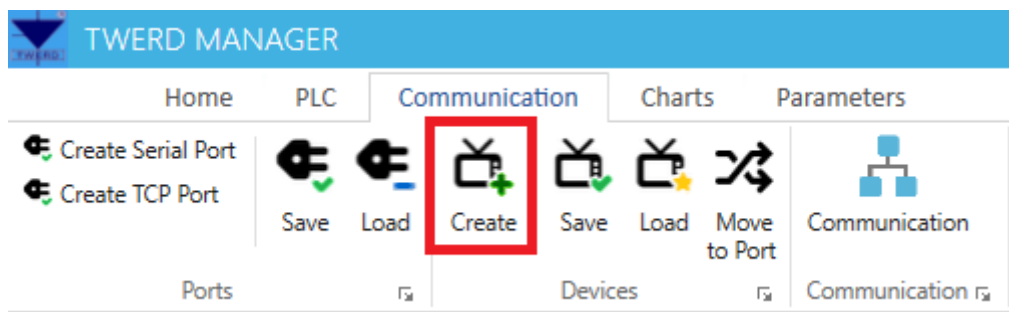 TWERD
TWERD MANAGER
Home PLC Communication Charts Parameters
Create Serial Port
Create TCP Port
Save Load Create Save Load Move to Port Communication
Ports Devices Communication